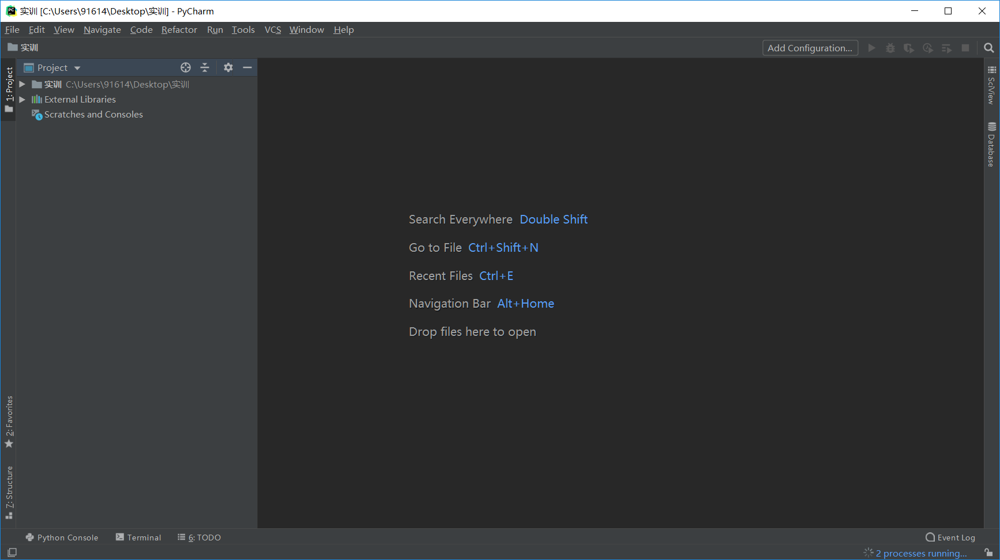 实训 [C:\Users\91614\Desktop\实训] - PyCharm
File Edit View Navigate Code Refactor Run Tools VCS Window Help
实训
Add Configuration...
1: Project
Project
实训 C:\Users\91614\Desktop\实训
External Libraries
Scratches and Consoles
Search Everywhere Double Shift
Go to File Ctrl+Shift+N
Recent Files Ctrl+E
Navigation Bar Alt+Home
Drop files here to open
SciView
Database
2: Favorites
7: Structure
Python Console Terminal 6: TODO
Event Log
2 processes running...